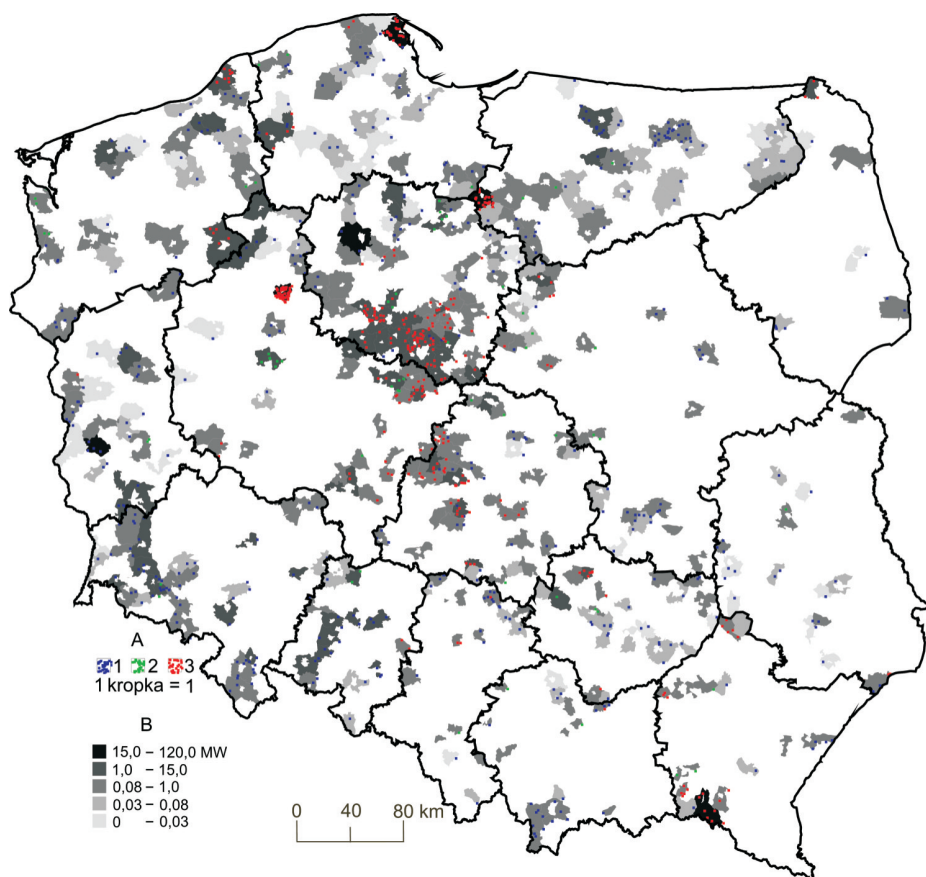 A
1 2 3
1 kropka = 1
B
15,0 – 120,0 MW
1,0 – 15,0
0,08 – 1,0
0,03 – 0,08
0 – 0,03
0 40 80 km